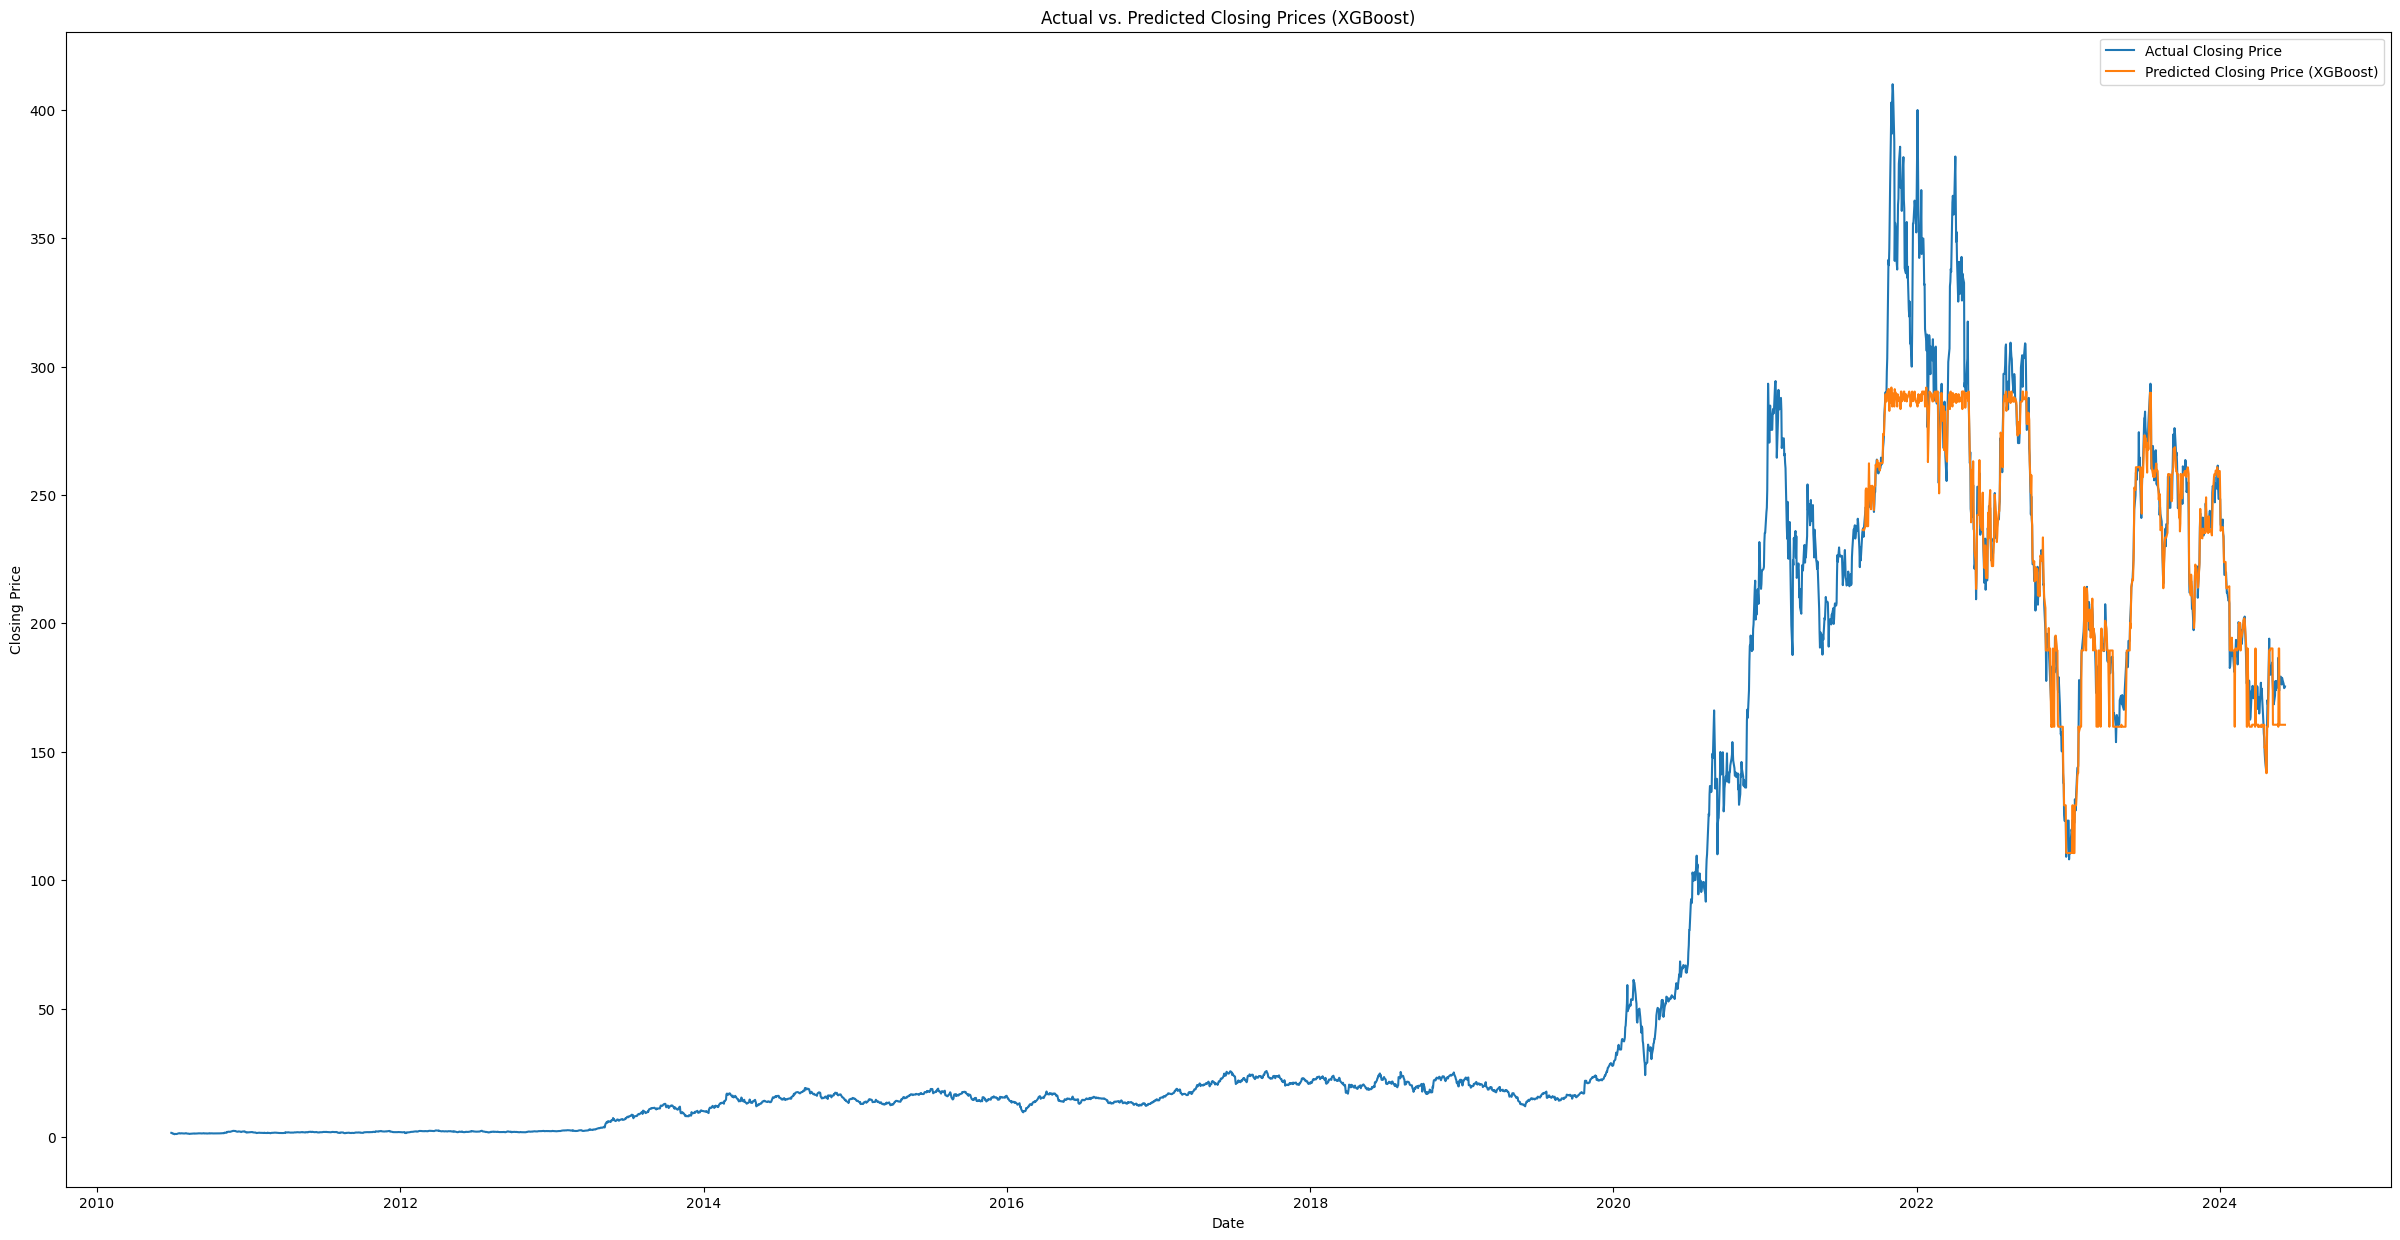 Actual vs. Predicted Closing Prices (XGBoost)
Actual Closing Price
Predicted Closing Price (XGBoost)
400
350
300
250
200
150
100
50
0
Closing Price
2010 2012 2014 2016 2018 2020 2022 2024
Date